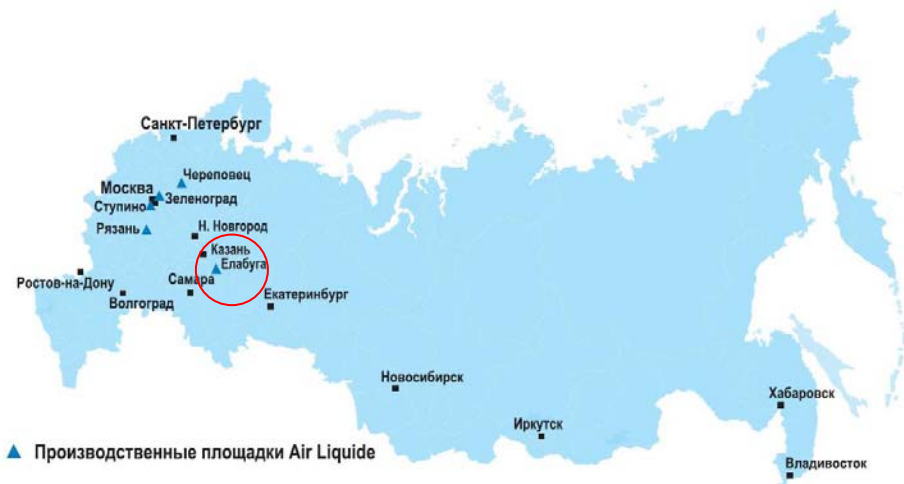 Санкт-Петербург
Череповец
Москва
Зеленоград
Ступино
Рязань
Н. Новгород
Казань
Елабуга
Ростов-на-Дону
Самара
Волгоград
Екатеринбург
Новосибирск
Хабаровск
Иркутск
Производственные площадки Air Liquide
Владивосток